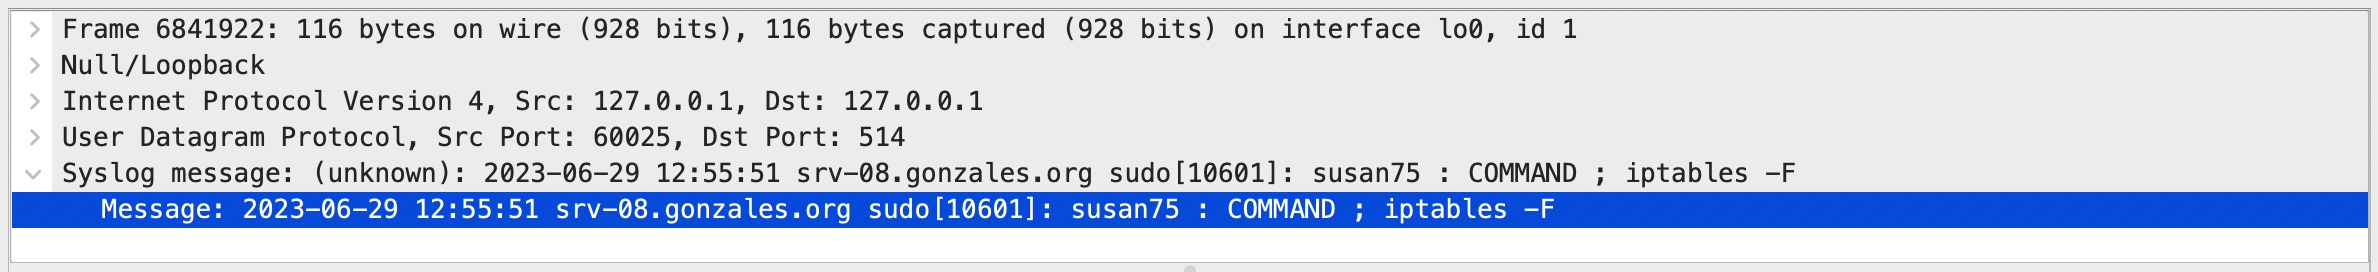 Frame 6841922: 116 bytes on wire (928 bits), 116 bytes captured (928 bits) on interface lo0, id 1
Null/Loopback
Internet Protocol Version 4, Src: 127.0.0.1, Dst: 127.0.0.1
User Datagram Protocol, Src Port: 60025, Dst Port: 514
Syslog message: (unknown): 2023-06-29 12:55:51 srv-08.gonzales.org sudo[10601]: susan75 : COMMAND ; iptables -F
Message: 2023-06-29 12:55:51 srv-08.gonzales.org sudo[10601]: susan75 : COMMAND ; iptables -F